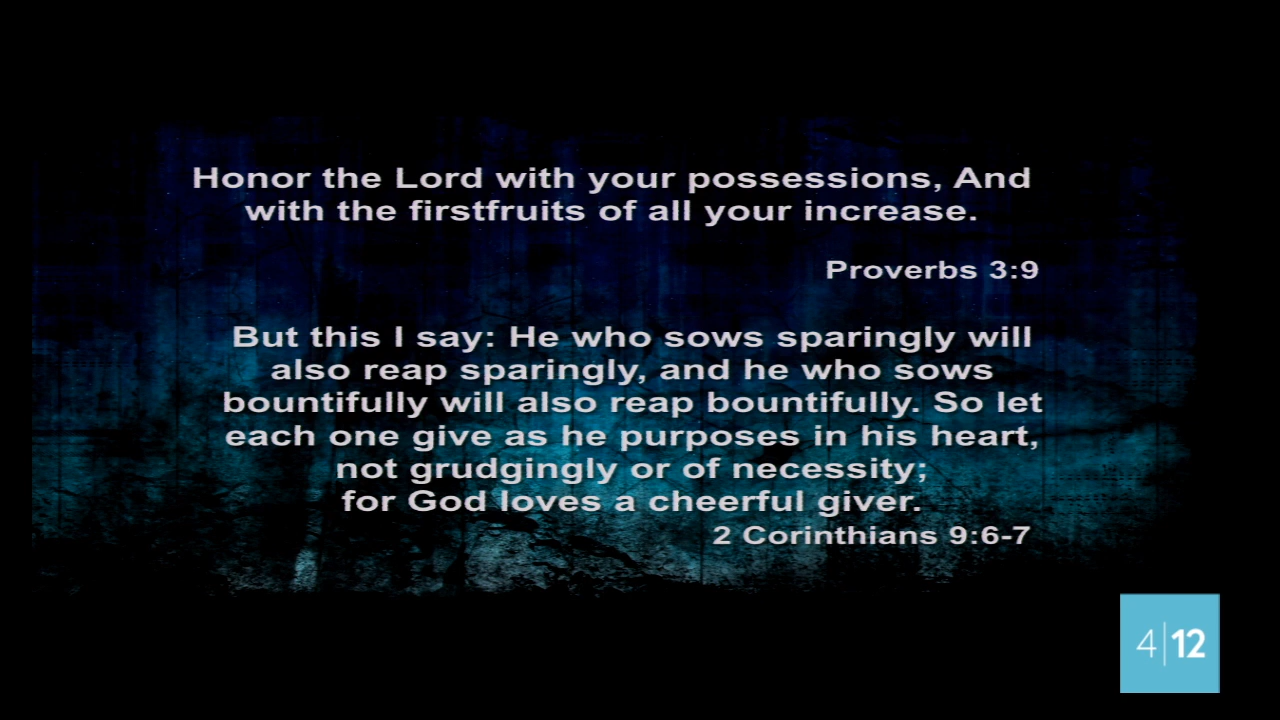 Honor the Lord with your possessions, And
with the firstfruits of all your increase.
Proverbs 3:9
But this I say: He who sows sparingly will
also reap sparingly, and he who sows
bountifully will also reap bountifully. So let
each one give as he purposes in his heart,
not grudgingly or of necessity;
for God loves a cheerful giver.
2 Corinthians 9:6-7
4|12